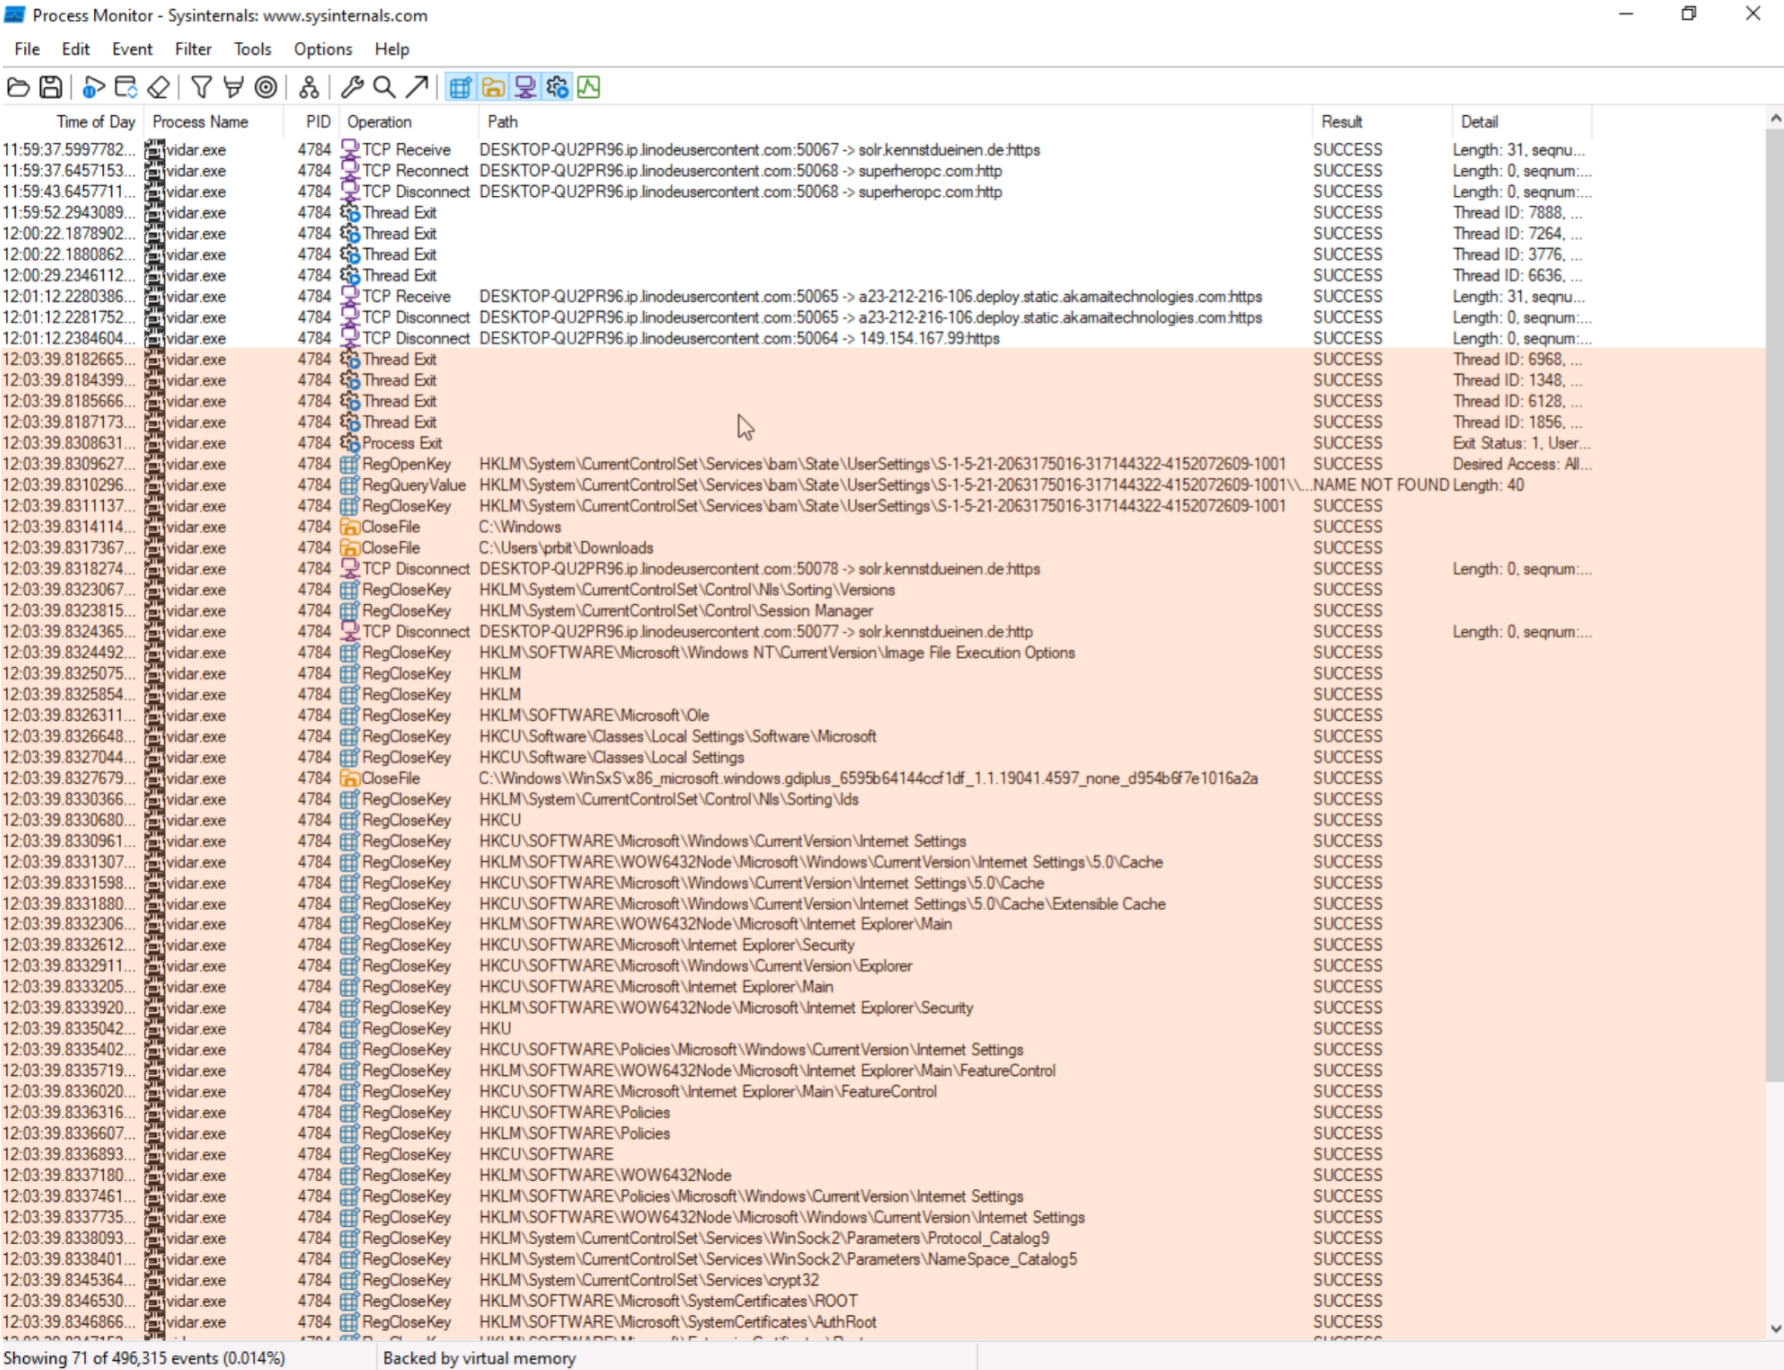 Process Monitor - Sysinternals: www.sysinternals.com
File Edit Event Filter Tools Options Help
Time of Day Process Name PID Operation Path Result Detail
11:59:37.5997782... vidar.exe 4784 TCP Receive DESKTOP-QU2PR96.ip.linodeusercontent.com:50067 -> solr.kennstdueinen.de:https SUCCESS Length: 31, seqnu...
11:59:37.6457153... vidar.exe 4784 TCP Reconnect DESKTOP-QU2PR96.ip.linodeusercontent.com:50068 -> superheropc.com:http SUCCESS Length: 0, seqnum:...
11:59:43.6457711... vidar.exe 4784 TCP Disconnect DESKTOP-QU2PR96.ip.linodeusercontent.com:50068 -> superheropc.com:http SUCCESS Length: 0, seqnum:...
11:59:52.2943089... vidar.exe 4784 Thread Exit SUCCESS Thread ID: 7888, ...
12:00:22.1878902... vidar.exe 4784 Thread Exit SUCCESS Thread ID: 7264, ...
12:00:22.1880862... vidar.exe 4784 Thread Exit SUCCESS Thread ID: 3776, ...
12:00:29.2346112... vidar.exe 4784 Thread Exit SUCCESS Thread ID: 6636, ...
12:01:12.2280386... vidar.exe 4784 TCP Receive DESKTOP-QU2PR96.ip.linodeusercontent.com:50065 -> a23-212-216-106.deploy.static.akamaitechnologies.com:https SUCCESS Length: 31, seqnu...
12:01:12.2281752... vidar.exe 4784 TCP Disconnect DESKTOP-QU2PR96.ip.linodeusercontent.com:50065 -> a23-212-216-106.deploy.static.akamaitechnologies.com:https SUCCESS Length: 0, seqnum:...
12:01:12.2384604... vidar.exe 4784 TCP Disconnect DESKTOP-QU2PR96.ip.linodeusercontent.com:50064 -> 149.154.167.99:https SUCCESS Length: 0, seqnum:...
12:03:39.8182665... vidar.exe 4784 Thread Exit SUCCESS Thread ID: 6968, ...
12:03:39.8184399... vidar.exe 4784 Thread Exit SUCCESS Thread ID: 1348, ...
12:03:39.8185666... vidar.exe 4784 Thread Exit SUCCESS Thread ID: 6128, ...
12:03:39.8187173... vidar.exe 4784 Thread Exit SUCCESS Thread ID: 1856, ...
12:03:39.8308631... vidar.exe 4784 Process Exit SUCCESS Exit Status: 1, User...
12:03:39.8309627... vidar.exe 4784 RegOpenKey HKLM\System\CurrentControlSet\Services\bam\State\UserSettings\S-1-5-21-2063175016-317144322-4152072609-1001 SUCCESS Desired Access: All...
12:03:39.8310296... vidar.exe 4784 RegQueryValue HKLM\System\CurrentControlSet\Services\bam\State\UserSettings\S-1-5-21-2063175016-317144322-4152072609-1001\\... NAME NOT FOUND Length: 40
12:03:39.8311137... vidar.exe 4784 RegCloseKey HKLM\System\CurrentControlSet\Services\bam\State\UserSettings\S-1-5-21-2063175016-317144322-4152072609-1001 SUCCESS
12:03:39.8314114... vidar.exe 4784 CloseFile C:\Windows SUCCESS
12:03:39.8317367... vidar.exe 4784 CloseFile C:\Users\prbit\Downloads SUCCESS
12:03:39.8318274... vidar.exe 4784 TCP Disconnect DESKTOP-QU2PR96.ip.linodeusercontent.com:50078 -> solr.kennstdueinen.de:https SUCCESS Length: 0, seqnum:...
12:03:39.8323067... vidar.exe 4784 RegCloseKey HKLM\System\CurrentControlSet\Control\Nls\Sorting\Versions SUCCESS
12:03:39.8323815... vidar.exe 4784 RegCloseKey HKLM\System\CurrentControlSet\Control\Session Manager SUCCESS
12:03:39.8324365... vidar.exe 4784 TCP Disconnect DESKTOP-QU2PR96.ip.linodeusercontent.com:50077 -> solr.kennstdueinen.de:http SUCCESS Length: 0, seqnum:...
12:03:39.8324492... vidar.exe 4784 RegCloseKey HKLM\SOFTWARE\Microsoft\Windows NT\CurrentVersion\Image File Execution Options SUCCESS
12:03:39.8325075... vidar.exe 4784 RegCloseKey HKLM SUCCESS
12:03:39.8325854... vidar.exe 4784 RegCloseKey HKLM SUCCESS
12:03:39.8326311... vidar.exe 4784 RegCloseKey HKLM\SOFTWARE\Microsoft\Ole SUCCESS
12:03:39.8326648... vidar.exe 4784 RegCloseKey HKCU\Software\Classes\Local Settings\Software\Microsoft SUCCESS
12:03:39.8327044... vidar.exe 4784 RegCloseKey HKCU\Software\Classes\Local Settings SUCCESS
12:03:39.8327679... vidar.exe 4784 CloseFile C:\Windows\WinSxS\x86_microsoft.windows.gdiplus_6595b64144ccf1df_1.1.19041.4597_none_d954b6f7e1016a2a SUCCESS
12:03:39.8330366... vidar.exe 4784 RegCloseKey HKLM\System\CurrentControlSet\Control\Nls\Sorting\Ids SUCCESS
12:03:39.8330680... vidar.exe 4784 RegCloseKey HKCU SUCCESS
12:03:39.8330961... vidar.exe 4784 RegCloseKey HKCU\SOFTWARE\Microsoft\Windows\CurrentVersion\Internet Settings SUCCESS
12:03:39.8331307... vidar.exe 4784 RegCloseKey HKLM\SOFTWARE\WOW6432Node\Microsoft\Windows\CurrentVersion\Internet Settings\5.0\Cache SUCCESS
12:03:39.8331598... vidar.exe 4784 RegCloseKey HKCU\SOFTWARE\Microsoft\Windows\CurrentVersion\Internet Settings\5.0\Cache SUCCESS
12:03:39.8331880... vidar.exe 4784 RegCloseKey HKCU\SOFTWARE\Microsoft\Windows\CurrentVersion\Internet Settings\5.0\Cache\Extensible Cache SUCCESS
12:03:39.8332306... vidar.exe 4784 RegCloseKey HKLM\SOFTWARE\WOW6432Node\Microsoft\Internet Explorer\Main SUCCESS
12:03:39.8332612... vidar.exe 4784 RegCloseKey HKCU\SOFTWARE\Microsoft\Internet Explorer\Security SUCCESS
12:03:39.8332911... vidar.exe 4784 RegCloseKey HKCU\SOFTWARE\Microsoft\Windows\CurrentVersion\Explorer SUCCESS
12:03:39.8333205... vidar.exe 4784 RegCloseKey HKCU\SOFTWARE\Microsoft\Internet Explorer\Main SUCCESS
12:03:39.8333920... vidar.exe 4784 RegCloseKey HKLM\SOFTWARE\WOW6432Node\Microsoft\Internet Explorer\Security SUCCESS
12:03:39.8335042... vidar.exe 4784 RegCloseKey HKU SUCCESS
12:03:39.8335402... vidar.exe 4784 RegCloseKey HKCU\SOFTWARE\Policies\Microsoft\Windows\CurrentVersion\Internet Settings SUCCESS
12:03:39.8335719... vidar.exe 4784 RegCloseKey HKLM\SOFTWARE\WOW6432Node\Microsoft\Internet Explorer\Main\FeatureControl SUCCESS
12:03:39.8336020... vidar.exe 4784 RegCloseKey HKCU\SOFTWARE\Microsoft\Internet Explorer\Main\FeatureControl SUCCESS
12:03:39.8336316... vidar.exe 4784 RegCloseKey HKCU\SOFTWARE\Policies SUCCESS
12:03:39.8336607... vidar.exe 4784 RegCloseKey HKLM\SOFTWARE\Policies SUCCESS
12:03:39.8336893... vidar.exe 4784 RegCloseKey HKCU\SOFTWARE SUCCESS
12:03:39.8337180... vidar.exe 4784 RegCloseKey HKLM\SOFTWARE\WOW6432Node SUCCESS
12:03:39.8337461... vidar.exe 4784 RegCloseKey HKLM\SOFTWARE\Policies\Microsoft\Windows\CurrentVersion\Internet Settings SUCCESS
12:03:39.8337735... vidar.exe 4784 RegCloseKey HKLM\SOFTWARE\WOW6432Node\Microsoft\Windows\CurrentVersion\Internet Settings SUCCESS
12:03:39.8338093... vidar.exe 4784 RegCloseKey HKLM\System\CurrentControlSet\Services\WinSock2\Parameters\Protocol_Catalog9 SUCCESS
12:03:39.8338401... vidar.exe 4784 RegCloseKey HKLM\System\CurrentControlSet\Services\WinSock2\Parameters\NameSpace_Catalog5 SUCCESS
12:03:39.8345364... vidar.exe 4784 RegCloseKey HKLM\System\CurrentControlSet\Services\crypt32 SUCCESS
12:03:39.8346530... vidar.exe 4784 RegCloseKey HKLM\SOFTWARE\Microsoft\SystemCertificates\ROOT SUCCESS
12:03:39.8346866... vidar.exe 4784 RegCloseKey HKLM\SOFTWARE\Microsoft\SystemCertificates\AuthRoot SUCCESS
Showing 71 of 496,315 events (0.014%) Backed by virtual memory